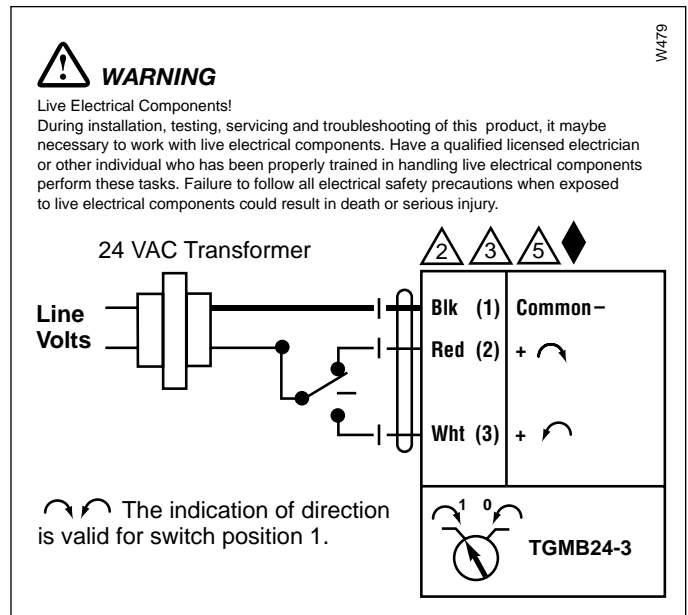 W479
WARNING
Live Electrical Components!
During installation, testing, servicing and troubleshooting of this product, it maybe
necessary to work with live electrical components. Have a qualified licensed electrician
or other individual who has been properly trained in handling live electrical components
perform these tasks. Failure to follow all electrical safety precautions when exposed
to live electrical components could result in death or serious injury.
24 VAC Transformer
2 3 5
Line
Volts
Blk (1) Common –
Red (2) +
Wht (3) +
The indication of direction
is valid for switch position 1.
1 0
TGMB24-3